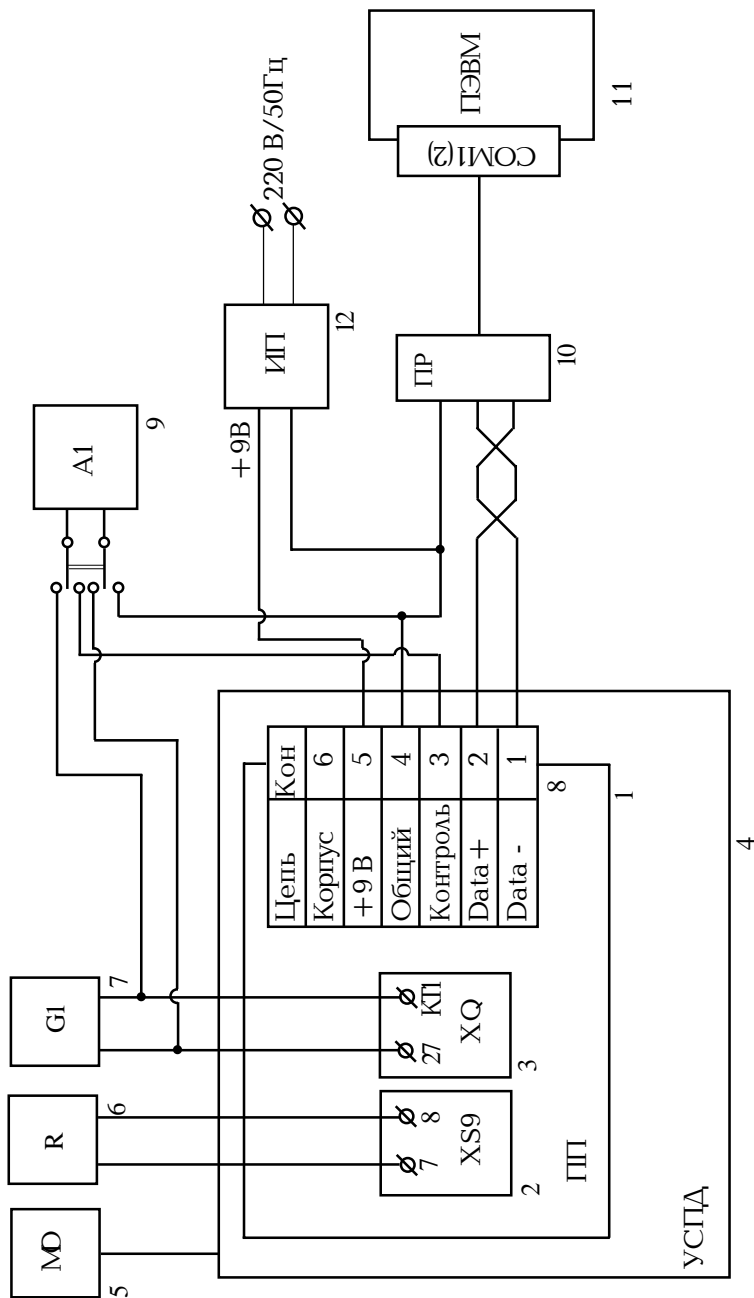 MD
5
R
6
G1
7
A1
9
+9В
ИП
12
220 В/50Гц
УСПД
4
ПП
1
XS9
7
8
2
XQ
27
КТ1
3
Цепь Кон
Корпус 6
+9 В 5
Общий 4
Контроль 3
Data+ 2
Data - 1
8
ПР
10
COM1(2)
ПЭВМ
11